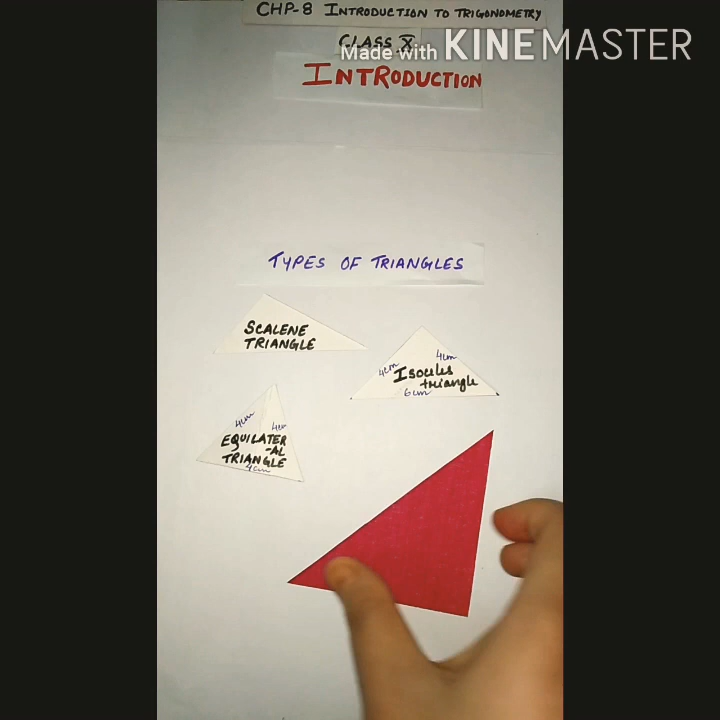 CHP-8 INTRODUCTION TO TRIGONOMETRY
CLASS X
Made with KINEMASTER
INTRODUCTION
TYPES OF TRIANGLES
SCALENE
TRIANGLE
4cm
4cm
Isoceles
triangle
6cm
4cm
4cm
EQUILATER
-AL
TRIANGLE
4cm